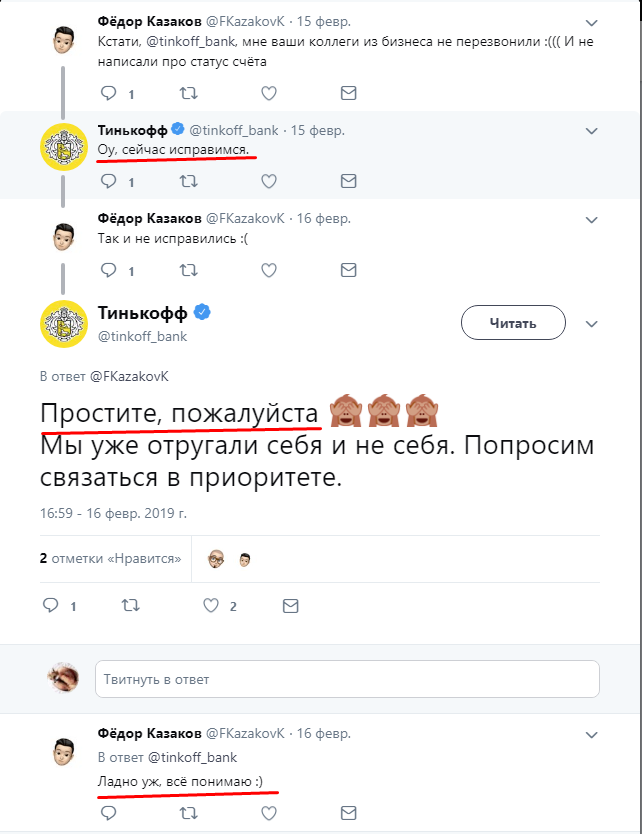 Фёдор Казаков @FKazakovK · 15 февр.
Кстати, @tinkoff_bank, мне ваши коллеги из бизнеса не перезвонили :((( И не
написали про статус счёта
1
Тинькофф @tinkoff_bank · 15 февр.
Оу, сейчас исправимся.
1
Фёдор Казаков @FKazakovK · 16 февр.
Так и не исправились :(
1
Тинькофф
@tinkoff_bank
Читать
В ответ @FKazakovK
Простите, пожалуйста 🙈🙈🙈
Мы уже отругали себя и не себя. Попросим
связаться в приоритете.
16:59 - 16 февр. 2019 г.
2 отметки «Нравится»
1 2
Твитнуть в ответ
Фёдор Казаков @FKazakovK · 16 февр.
В ответ @tinkoff_bank
Ладно уж, всё понимаю :)